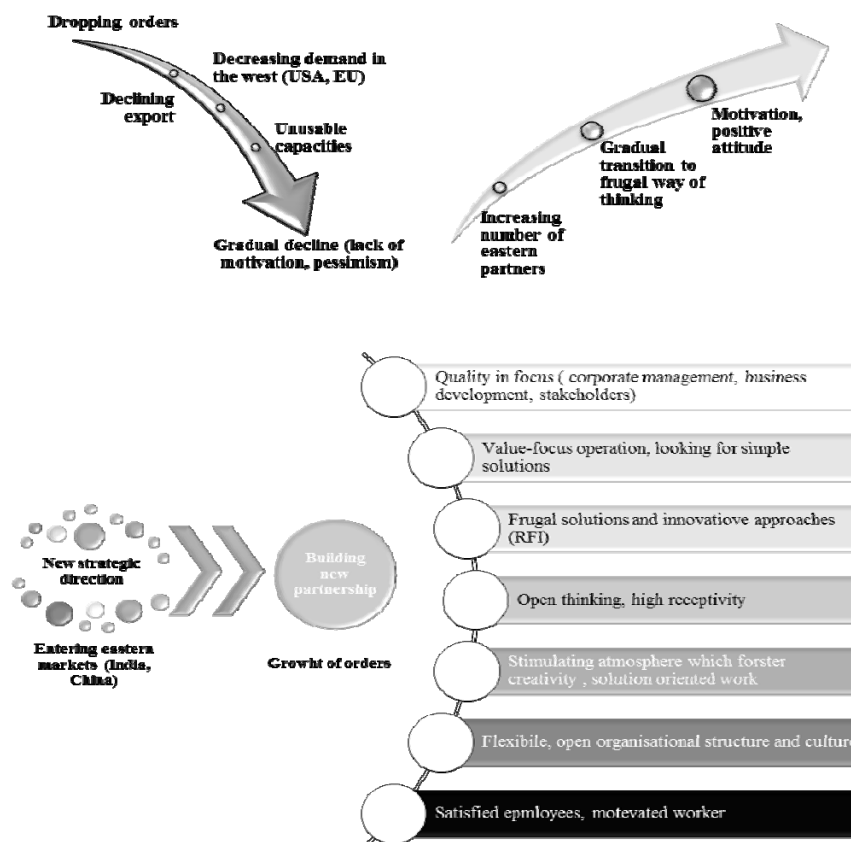 Dropping orders
Decreasing demand in
the west (USA, EU)
Declining
export
Unusable
capacities
Gradual decline (lack of
motivation, pessimism)
Motivation,
positive
attitude
Gradual
transition to
frugal way of
thinking
Increasing
number of
eastern
partners
New strategic
direction
Entering eastern
markets (India,
China)
Building
new
partnership
Growht of orders
Quality in focus ( corporate management, business
development, stakeholders)
Value-focus operation, looking for simple
solutions
Frugal solutions and innovatiove approaches
(RFI)
Open thinking, high receptivity
Stimulating atmosphere which forster
creativity , solution oriented work
Flexibile, open organisational structure and culture
Satisfied epmloyees, motevated worker